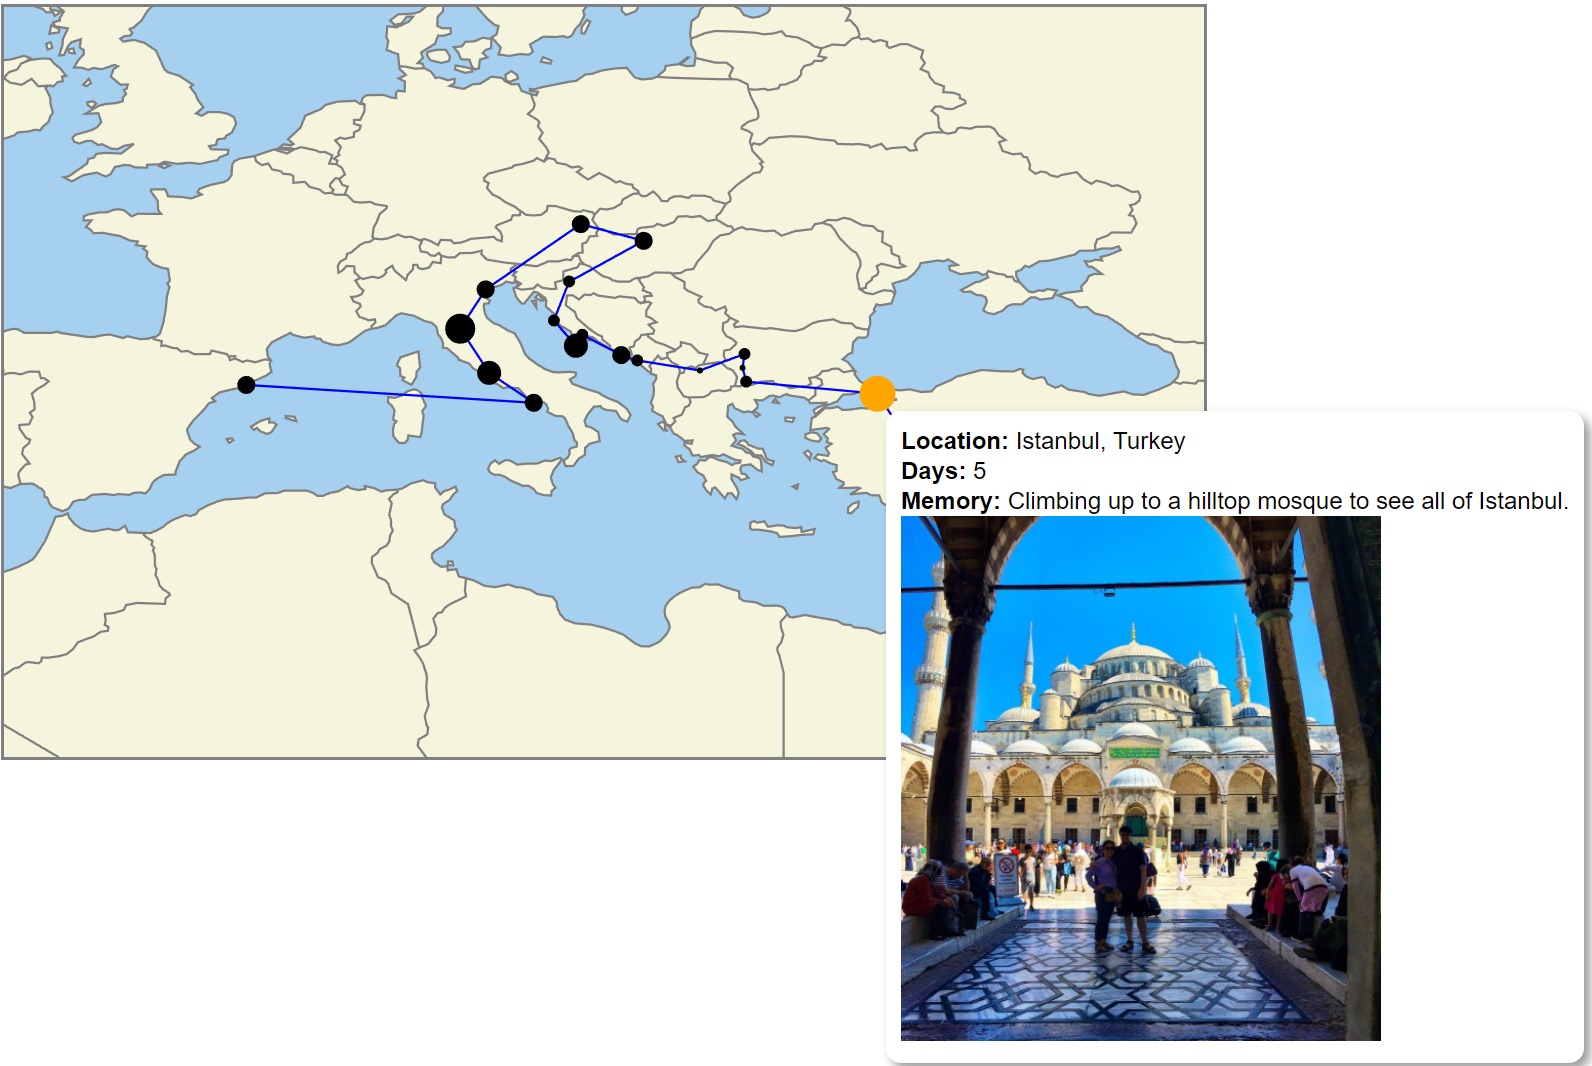 Location: Istanbul, Turkey
Days: 5
Memory: Climbing up to a hilltop mosque to see all of Istanbul.